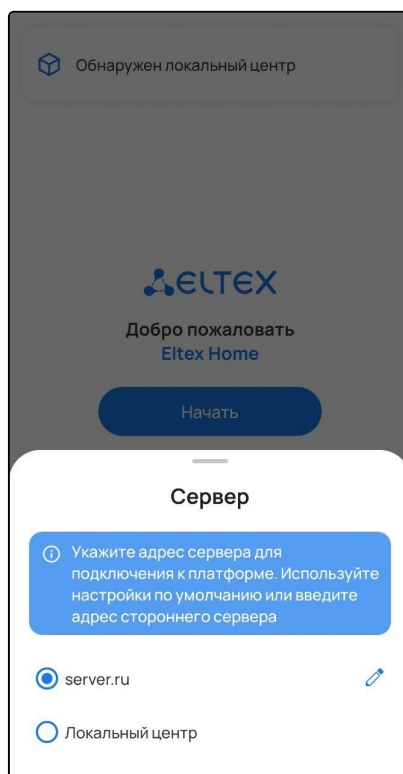 Обнаружен локальный центр
ELTEX
Добро пожаловать
Eltex Home
Начать
Сервер
Укажите адрес сервера для
подключения к платформе. Используйте
настройки по умолчанию или введите
адрес стороннего сервера
server.ru
Локальный центр